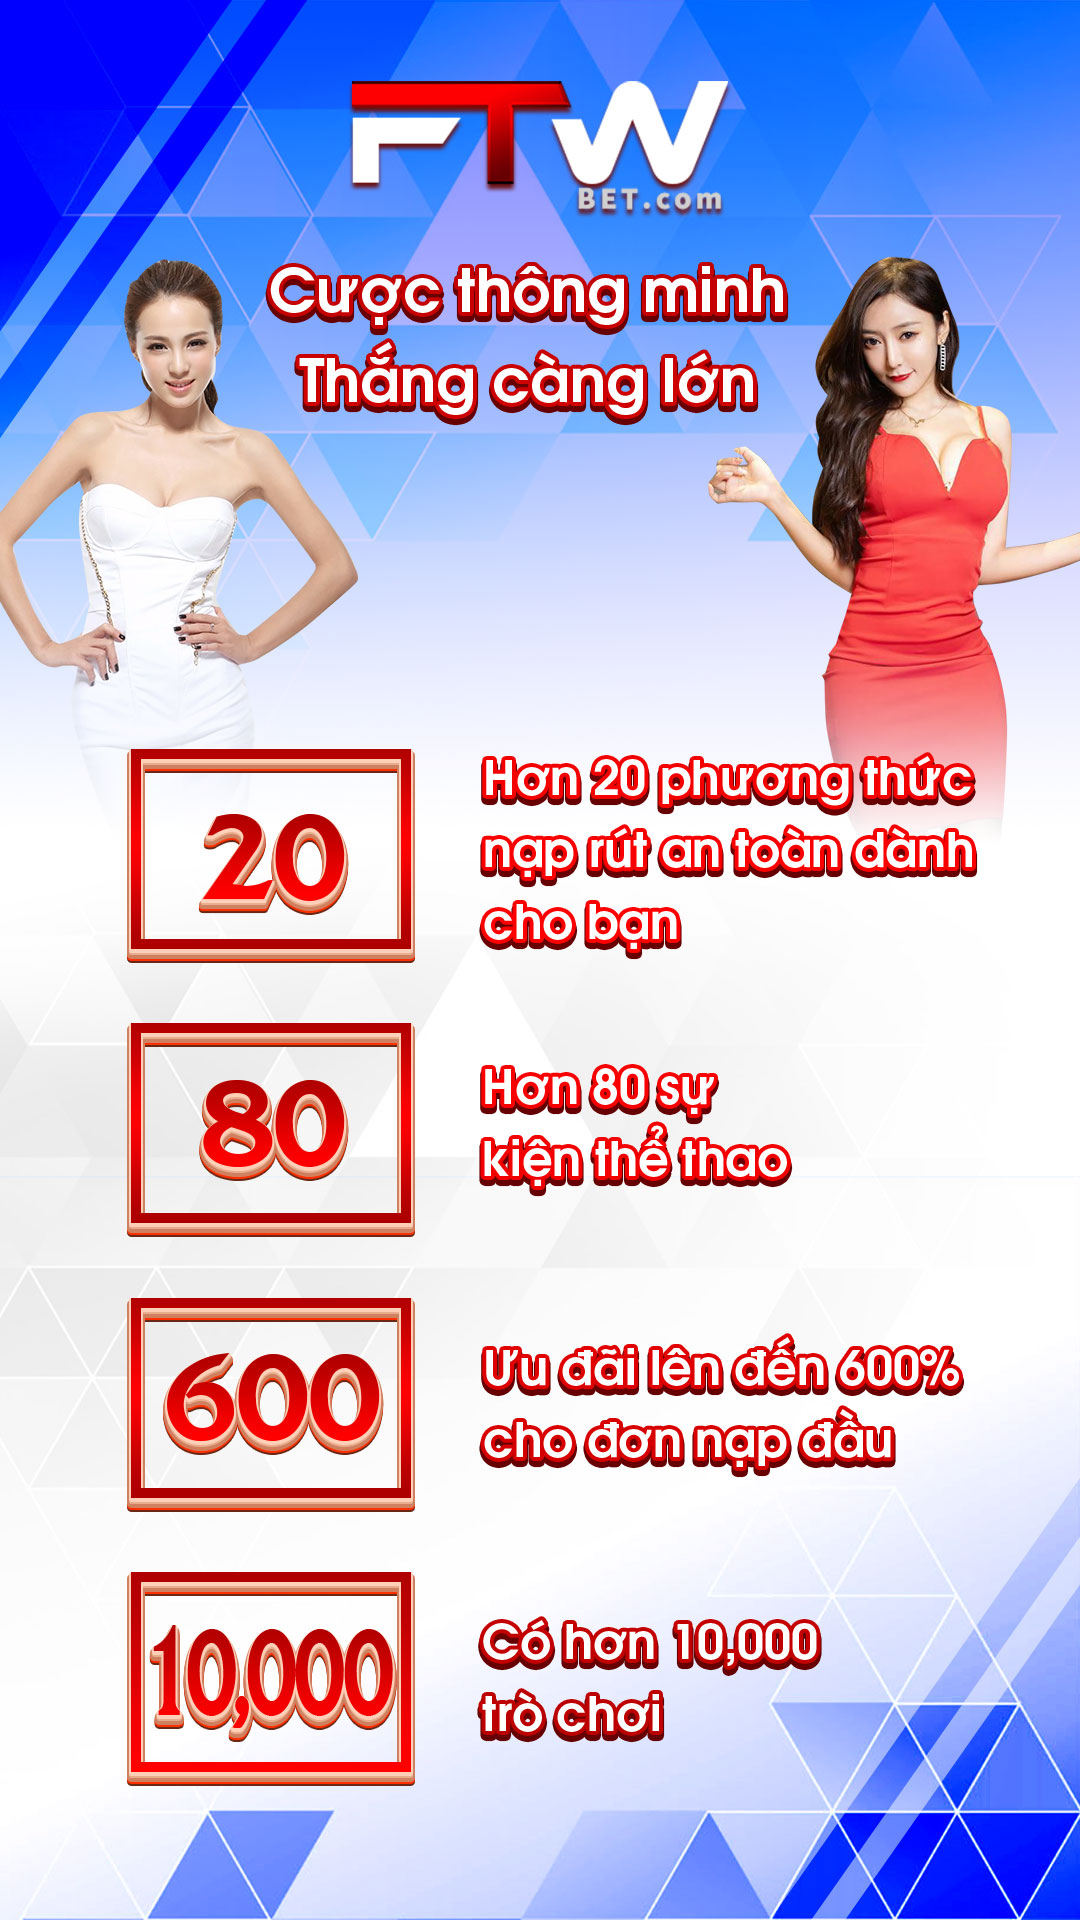 FTW
BET.com
Cược thông minh
Thắng càng lớn
20
Hơn 20 phương thức
nạp rút an toàn dành
cho bạn
80
Hơn 80 sự
kiện thể thao
600
Ưu đãi lên đến 600%
cho đơn nạp đầu
10,000
Có hơn 10,000
trò chơi